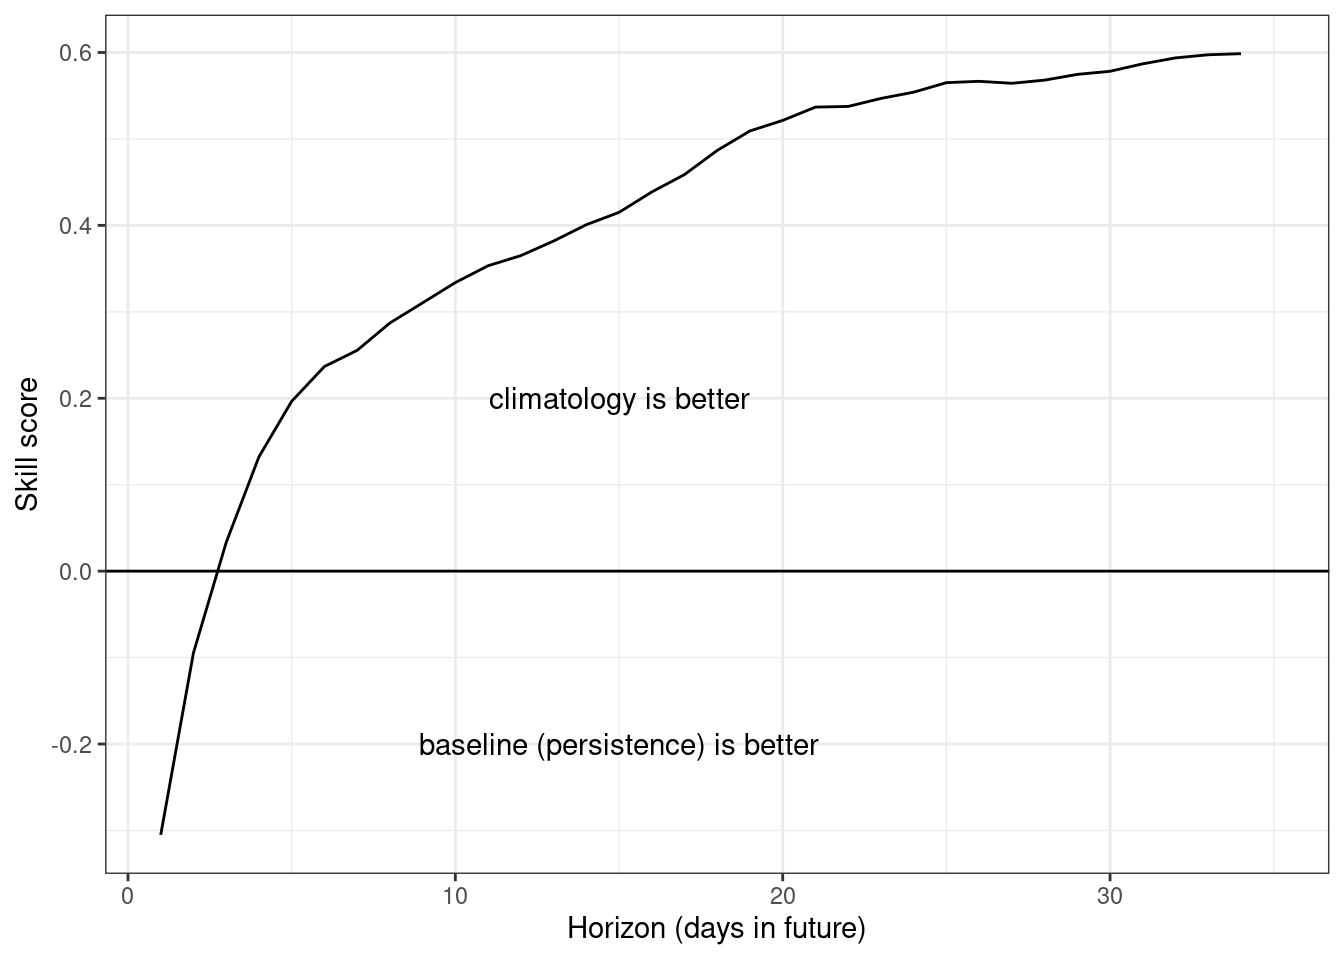 0.6
0.4
0.2
0.0
-0.2
Skill score
climatology is better
baseline (persistence) is better
0 10 20 30
Horizon (days in future)